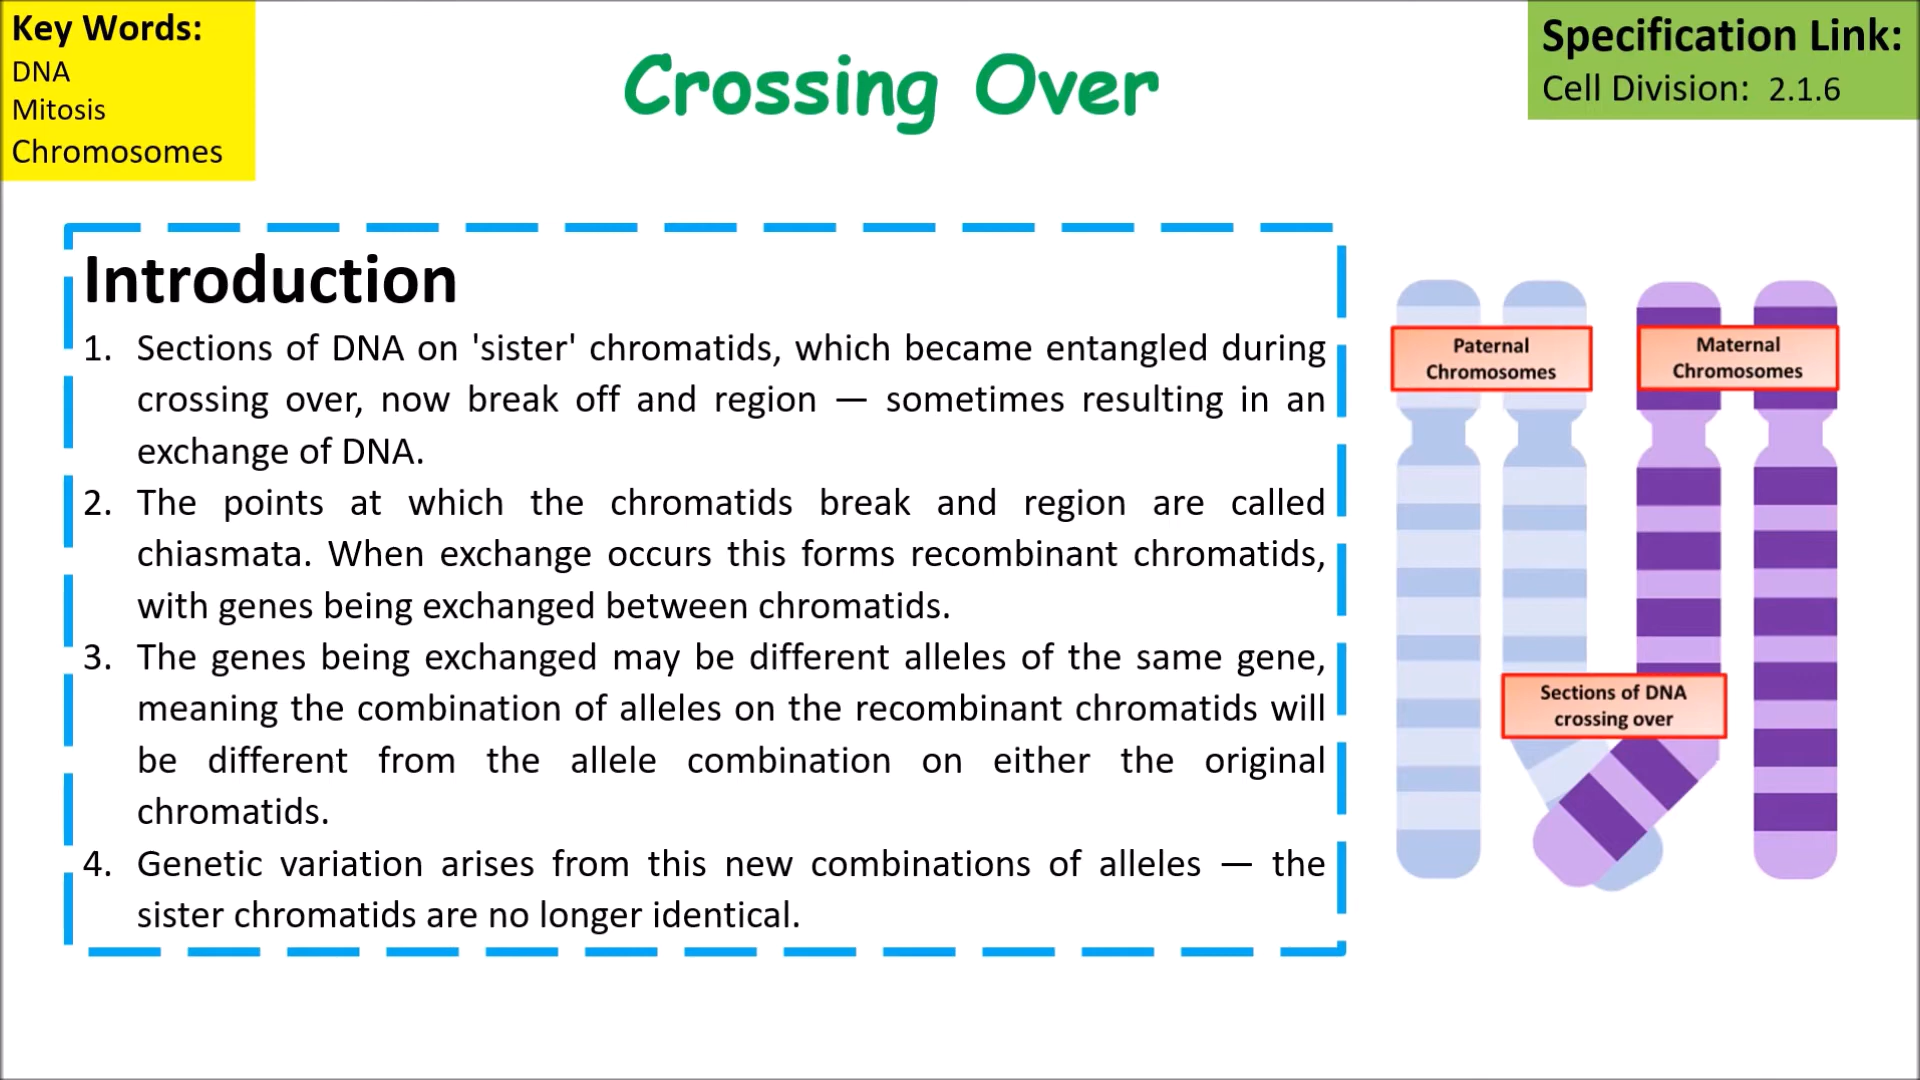 Key Words:
DNA
Mitosis
Chromosomes
Crossing Over
Specification Link:
Cell Division: 2.1.6
Introduction
1. Sections of DNA on 'sister' chromatids, which became entangled during
crossing over, now break off and region — sometimes resulting in an
exchange of DNA.
2. The points at which the chromatids break and region are called
chiasmata. When exchange occurs this forms recombinant chromatids,
with genes being exchanged between chromatids.
3. The genes being exchanged may be different alleles of the same gene,
meaning the combination of alleles on the recombinant chromatids will
be different from the allele combination on either the original
chromatids.
4. Genetic variation arises from this new combinations of alleles — the
sister chromatids are no longer identical.
Paternal
Chromosomes
Maternal
Chromosomes
Sections of DNA
crossing over